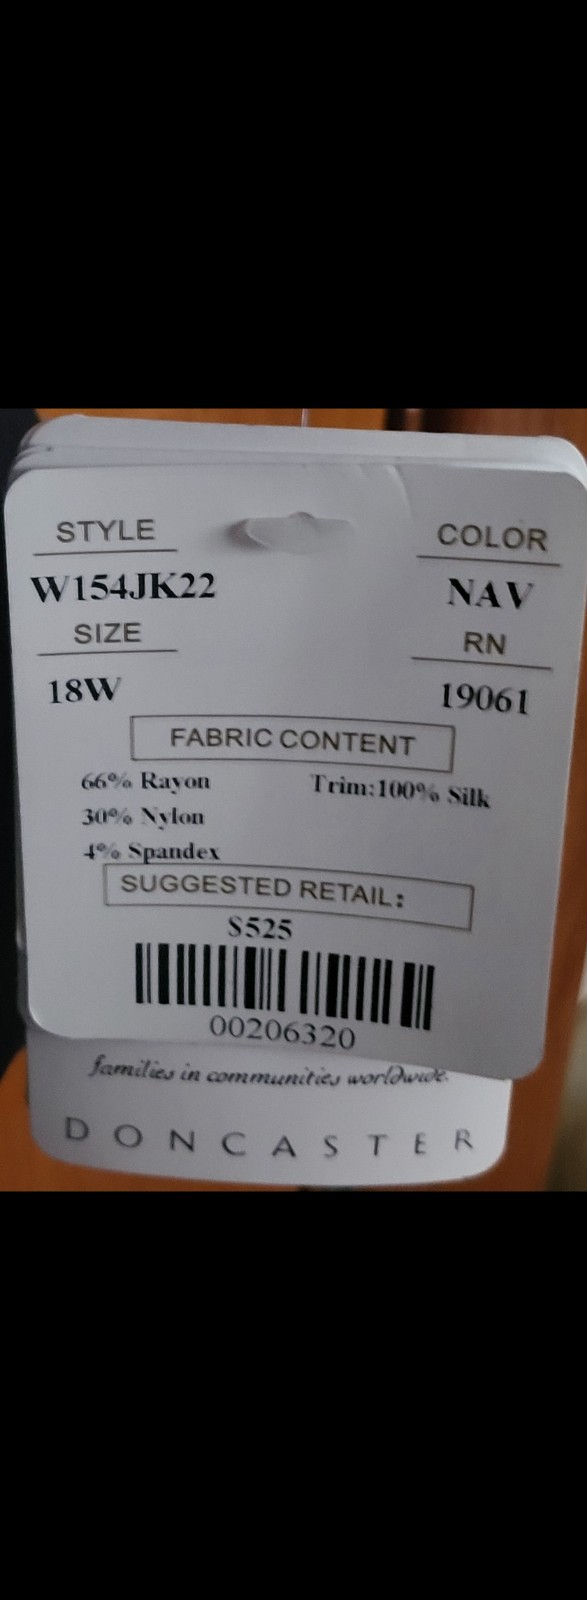 STYLE
COLOR
W154JK22
NAV
SIZE
RN
18W
19061
FABRIC CONTENT
66% Rayon
Trim:100% Silk
30% Nylon
4% Spandex
SUGGESTED RETAIL:
$525
00206320
families in communities worldwide.
DONCASTER